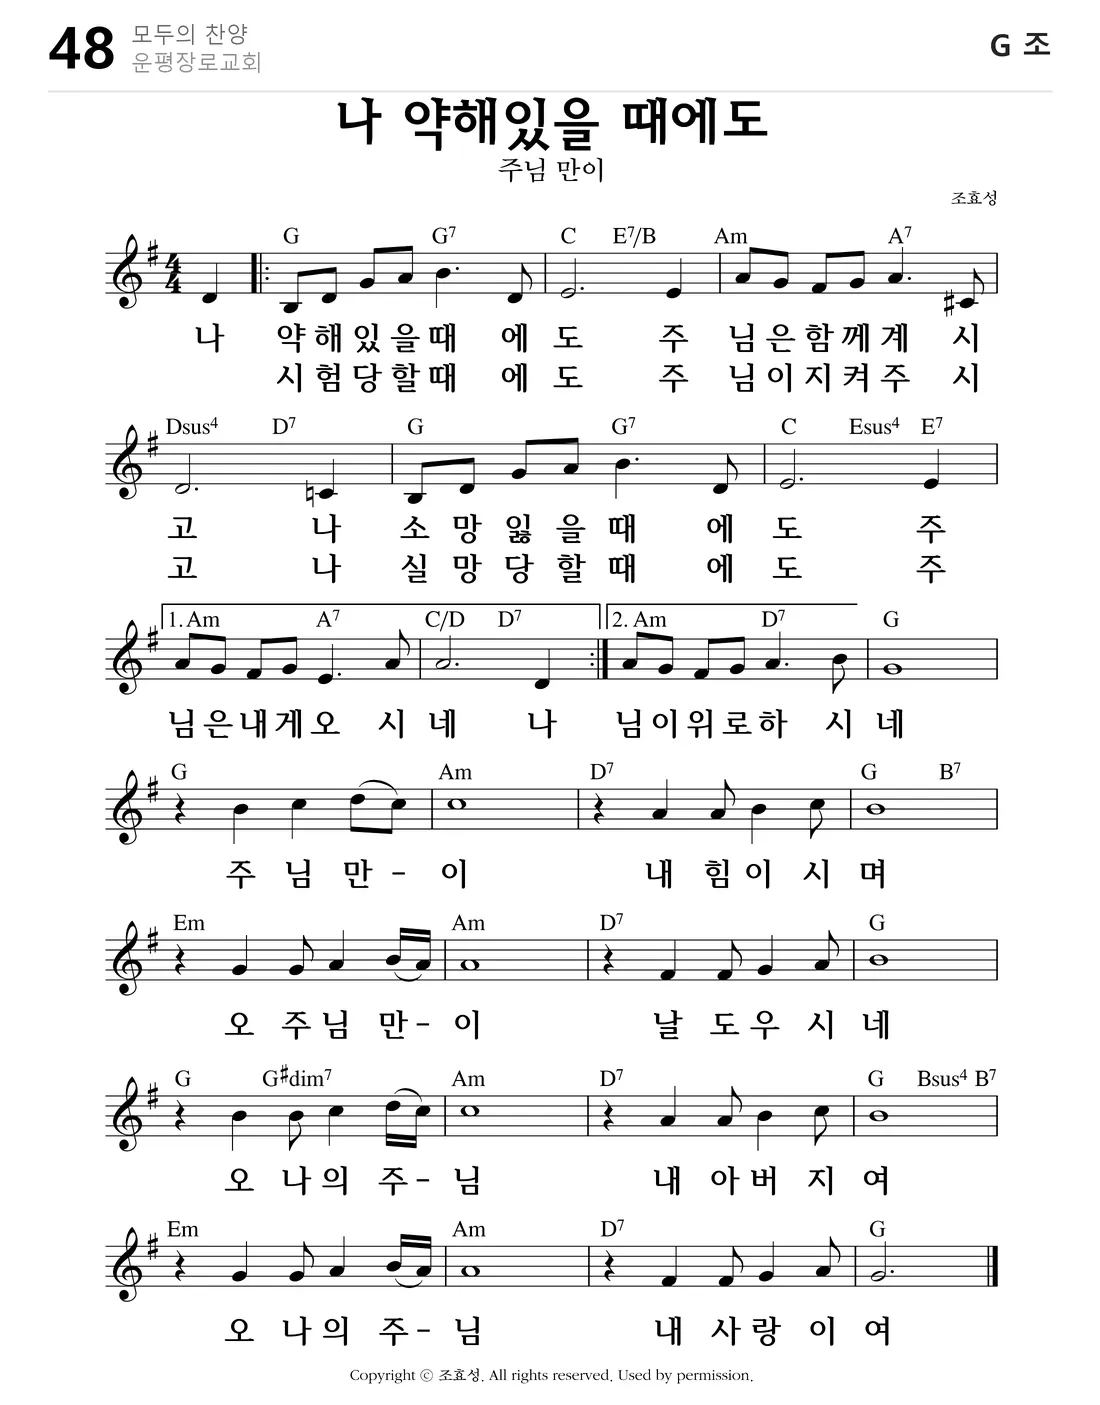 48
모두의 찬양
운평장로교회
G 조
나 약해있을 때에도
주님 만이
조효성
G G7 C E7/B Am A7
나 약해있을때 에도 주 님은함께계 시
시험당할때 에도 주 님이지켜주 시
Dsus4 D7 G G7 C Esus4 E7
고 나 소망잃을때 에도 주
고 나 실망당할때 에도 주
1. Am A7 C/D D7 2. Am D7 G
님은내게오 시네 나 님이위로하 시네
G Am D7 G B7
주 님 만 - 이 내 힘이 시 며
Em Am D7 G
오 주님 만 - 이 날 도우 시 네
G G#dim7 Am D7 G Bsus4 B7
오 나의 주 - 님 내 아버 지 여
Em Am D7 G
오 나의 주 - 님 내 사랑 이 여
Copyright ⓒ 조효성. All rights reserved. Used by permission.